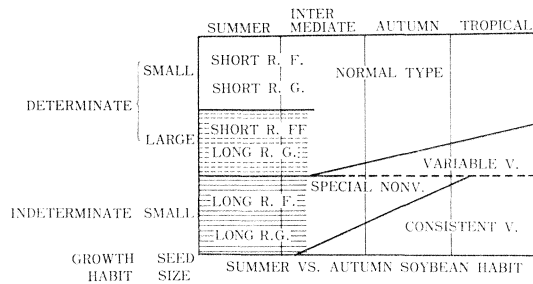 SUMMER INTER MEDIATE AUTUMN TROPICAL
SMALL SHORT R. F. NORMAL TYPE
SHORT R. G.
DETERMINATE
LARGE SHORT R. FF
LONG R. G. VARIABLE V.
SPECIAL NONV.
INDETERMINATE SMALL LONG R. F.
LONG R.G. CONSISTENT V.
GROWTH HABIT SEED SIZE SUMMER VS. AUTUMN SOYBEAN HABIT